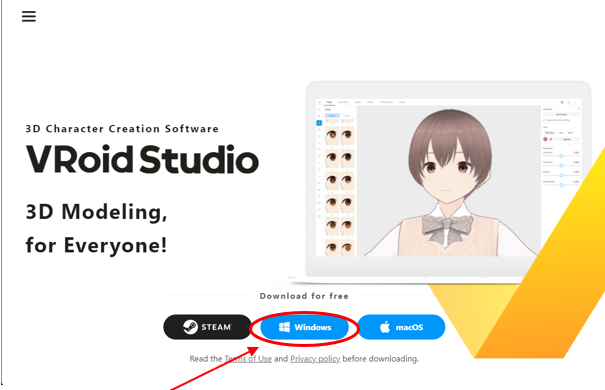 3D Character Creation Software
VRoid Studio
3D Modeling,
for Everyone!
Download for free
STEAM
Windows
macOS
Read the Terms of Use and Privacy policy before downloading.